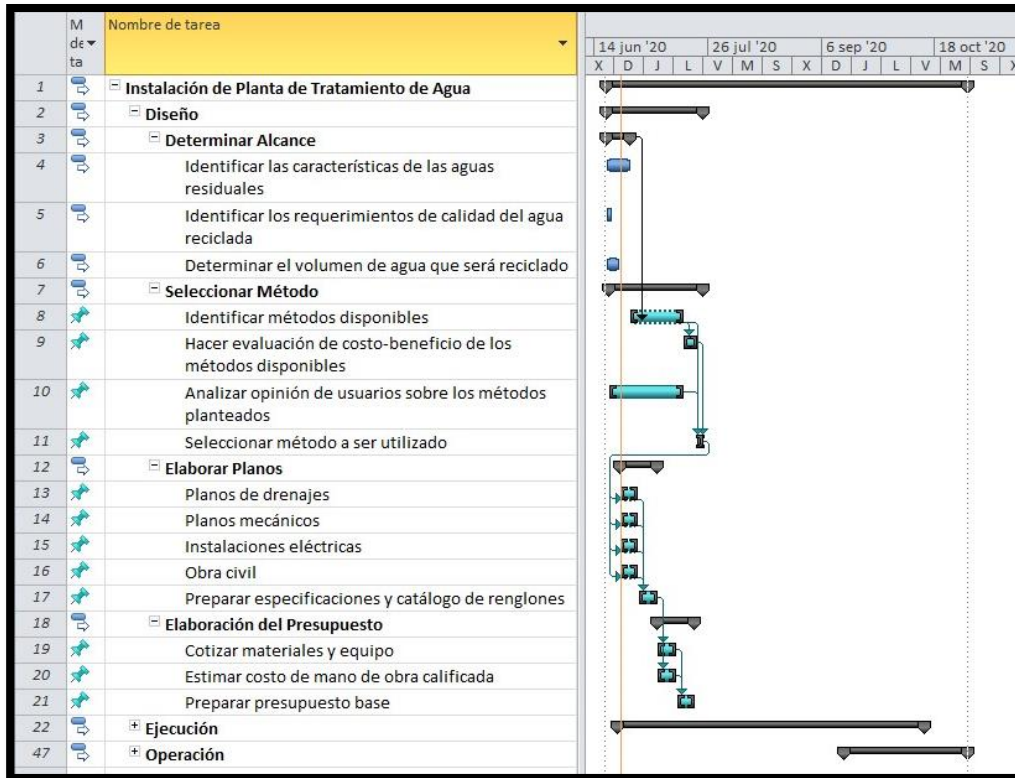 M
de
ta
Nombre de tarea
14 jun '20 26 jul '20 6 sep '20 18 oct '20
X D J L V M S X D J L V M S X
1 Instalación de Planta de Tratamiento de Agua
2 Diseño
3 Determinar Alcance
4 Identificar las características de las aguas
residuales
5 Identificar los requerimientos de calidad del agua
reciclada
6 Determinar el volumen de agua que será reciclado
7 Seleccionar Método
8 Identificar métodos disponibles
9 Hacer evaluación de costo-beneficio de los
métodos disponibles
10 Analizar opinión de usuarios sobre los métodos
planteados
11 Seleccionar método a ser utilizado
12 Elaborar Planos
13 Planos de drenajes
14 Planos mecánicos
15 Instalaciones eléctricas
16 Obra civil
17 Preparar especificaciones y catálogo de renglones
18 Elaboración del Presupuesto
19 Cotizar materiales y equipo
20 Estimar costo de mano de obra calificada
21 Preparar presupuesto base
22 Ejecución
47 Operación